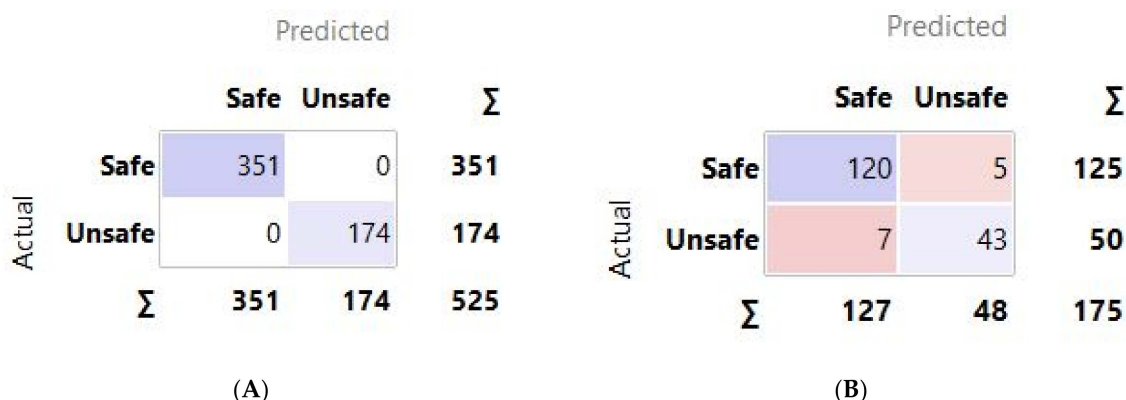 Predicted
Safe Unsafe ∑
Safe 351 0 351
Unsafe 0 174 174
∑ 351 174 525
Actual
(A)
Predicted
Safe Unsafe ∑
Safe 120 5 125
Unsafe 7 43 50
∑ 127 48 175
Actual
(B)